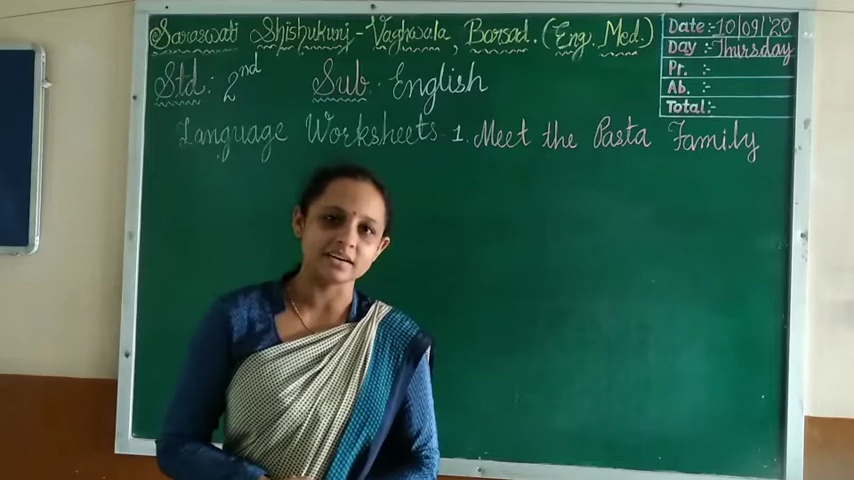 Saraswati Shishukunj - Vaghwala, Borsad. (Eng. Med.)
Date :- 10/09/20
Day :- Thursday
Pr. :-
Ab. :-
Total :-
Std : 2nd Sub : English
Language Worksheets 1. Meet the Pasta Family